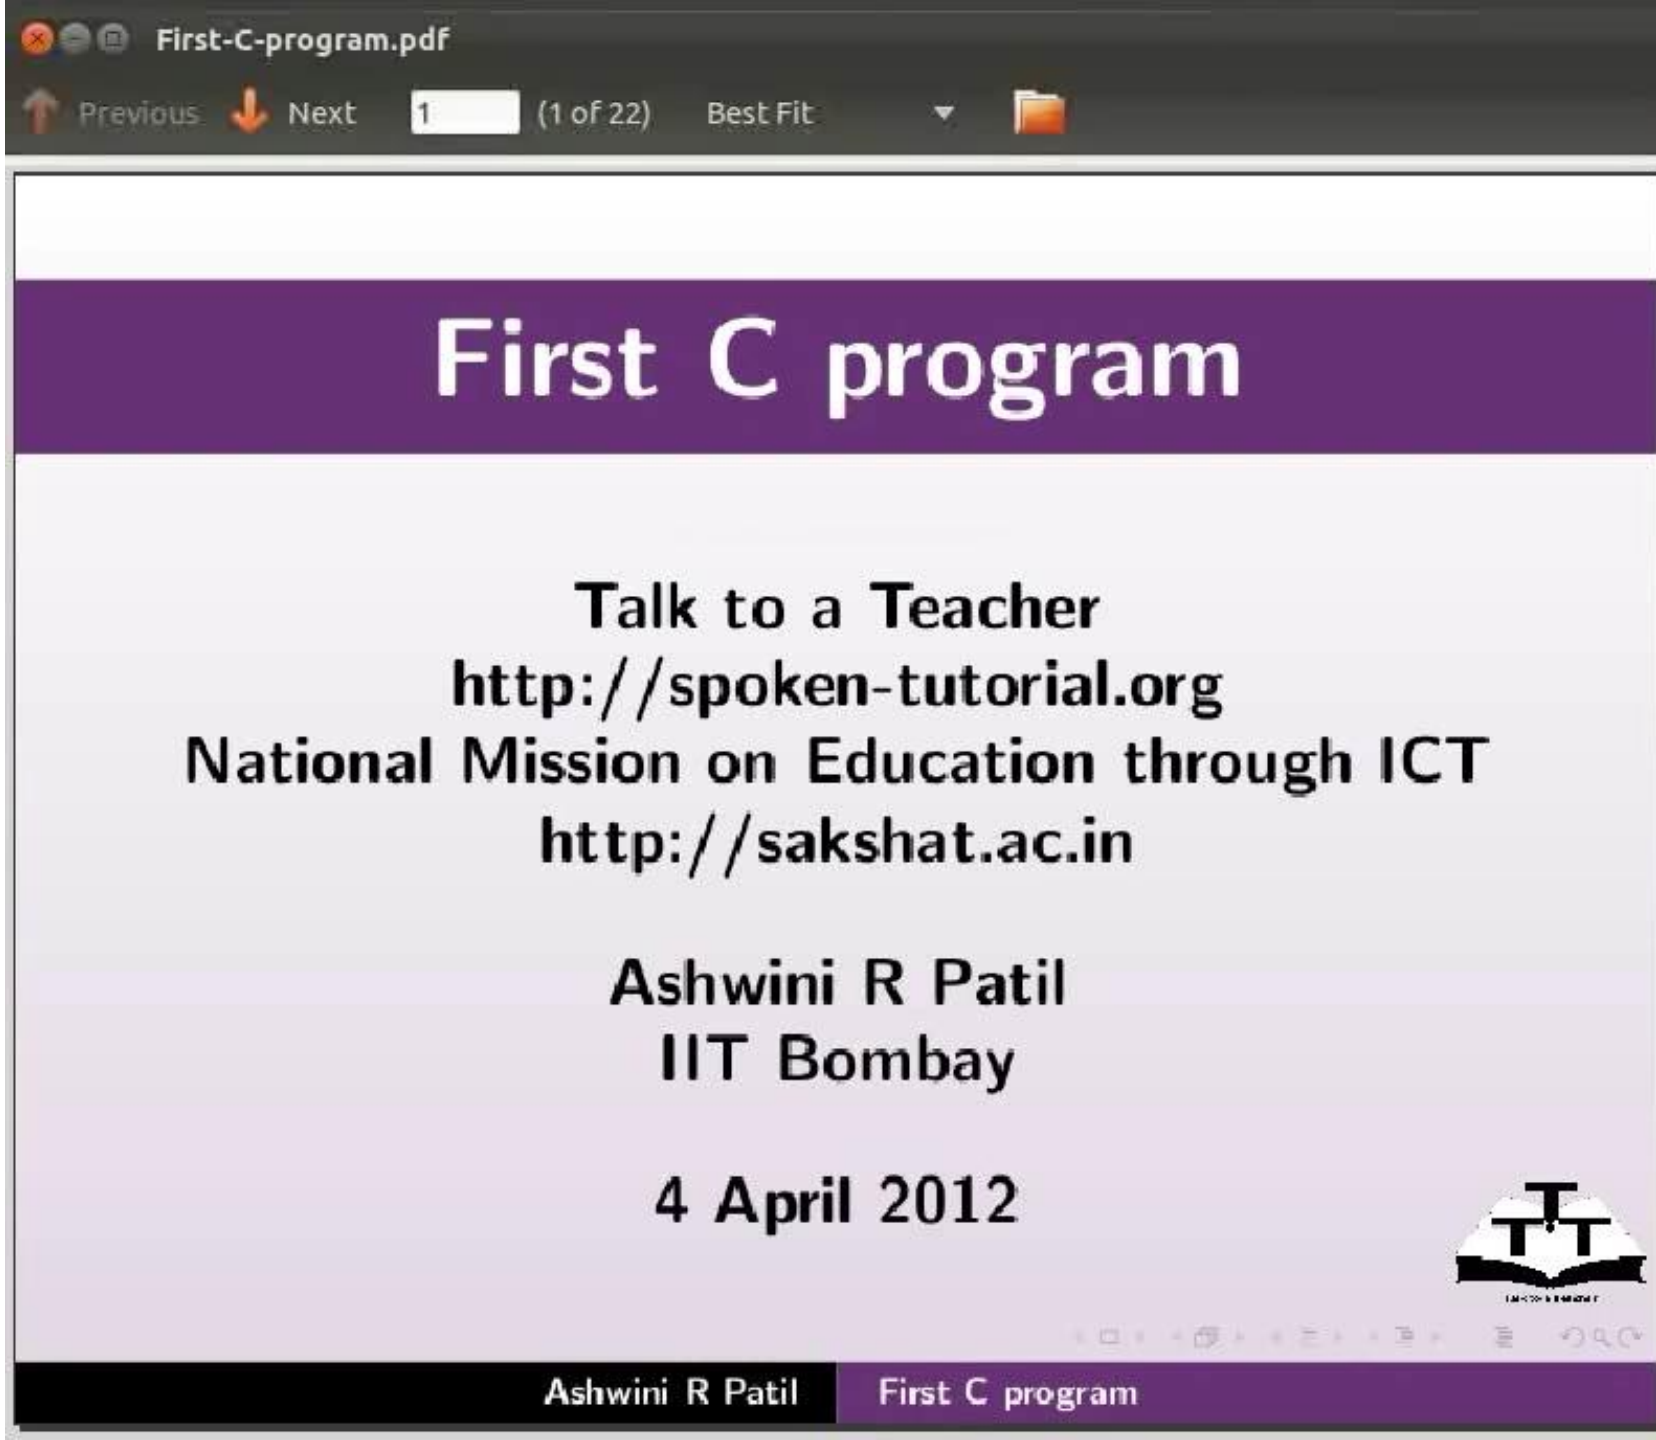 First-C-program.pdf
Previous Next 1 (1 of 22) Best Fit
First C program
Talk to a Teacher
http://spoken-tutorial.org
National Mission on Education through ICT
http://sakshat.ac.in
Ashwini R Patil
IIT Bombay
4 April 2012
TTT
Ashwini R Patil First C program